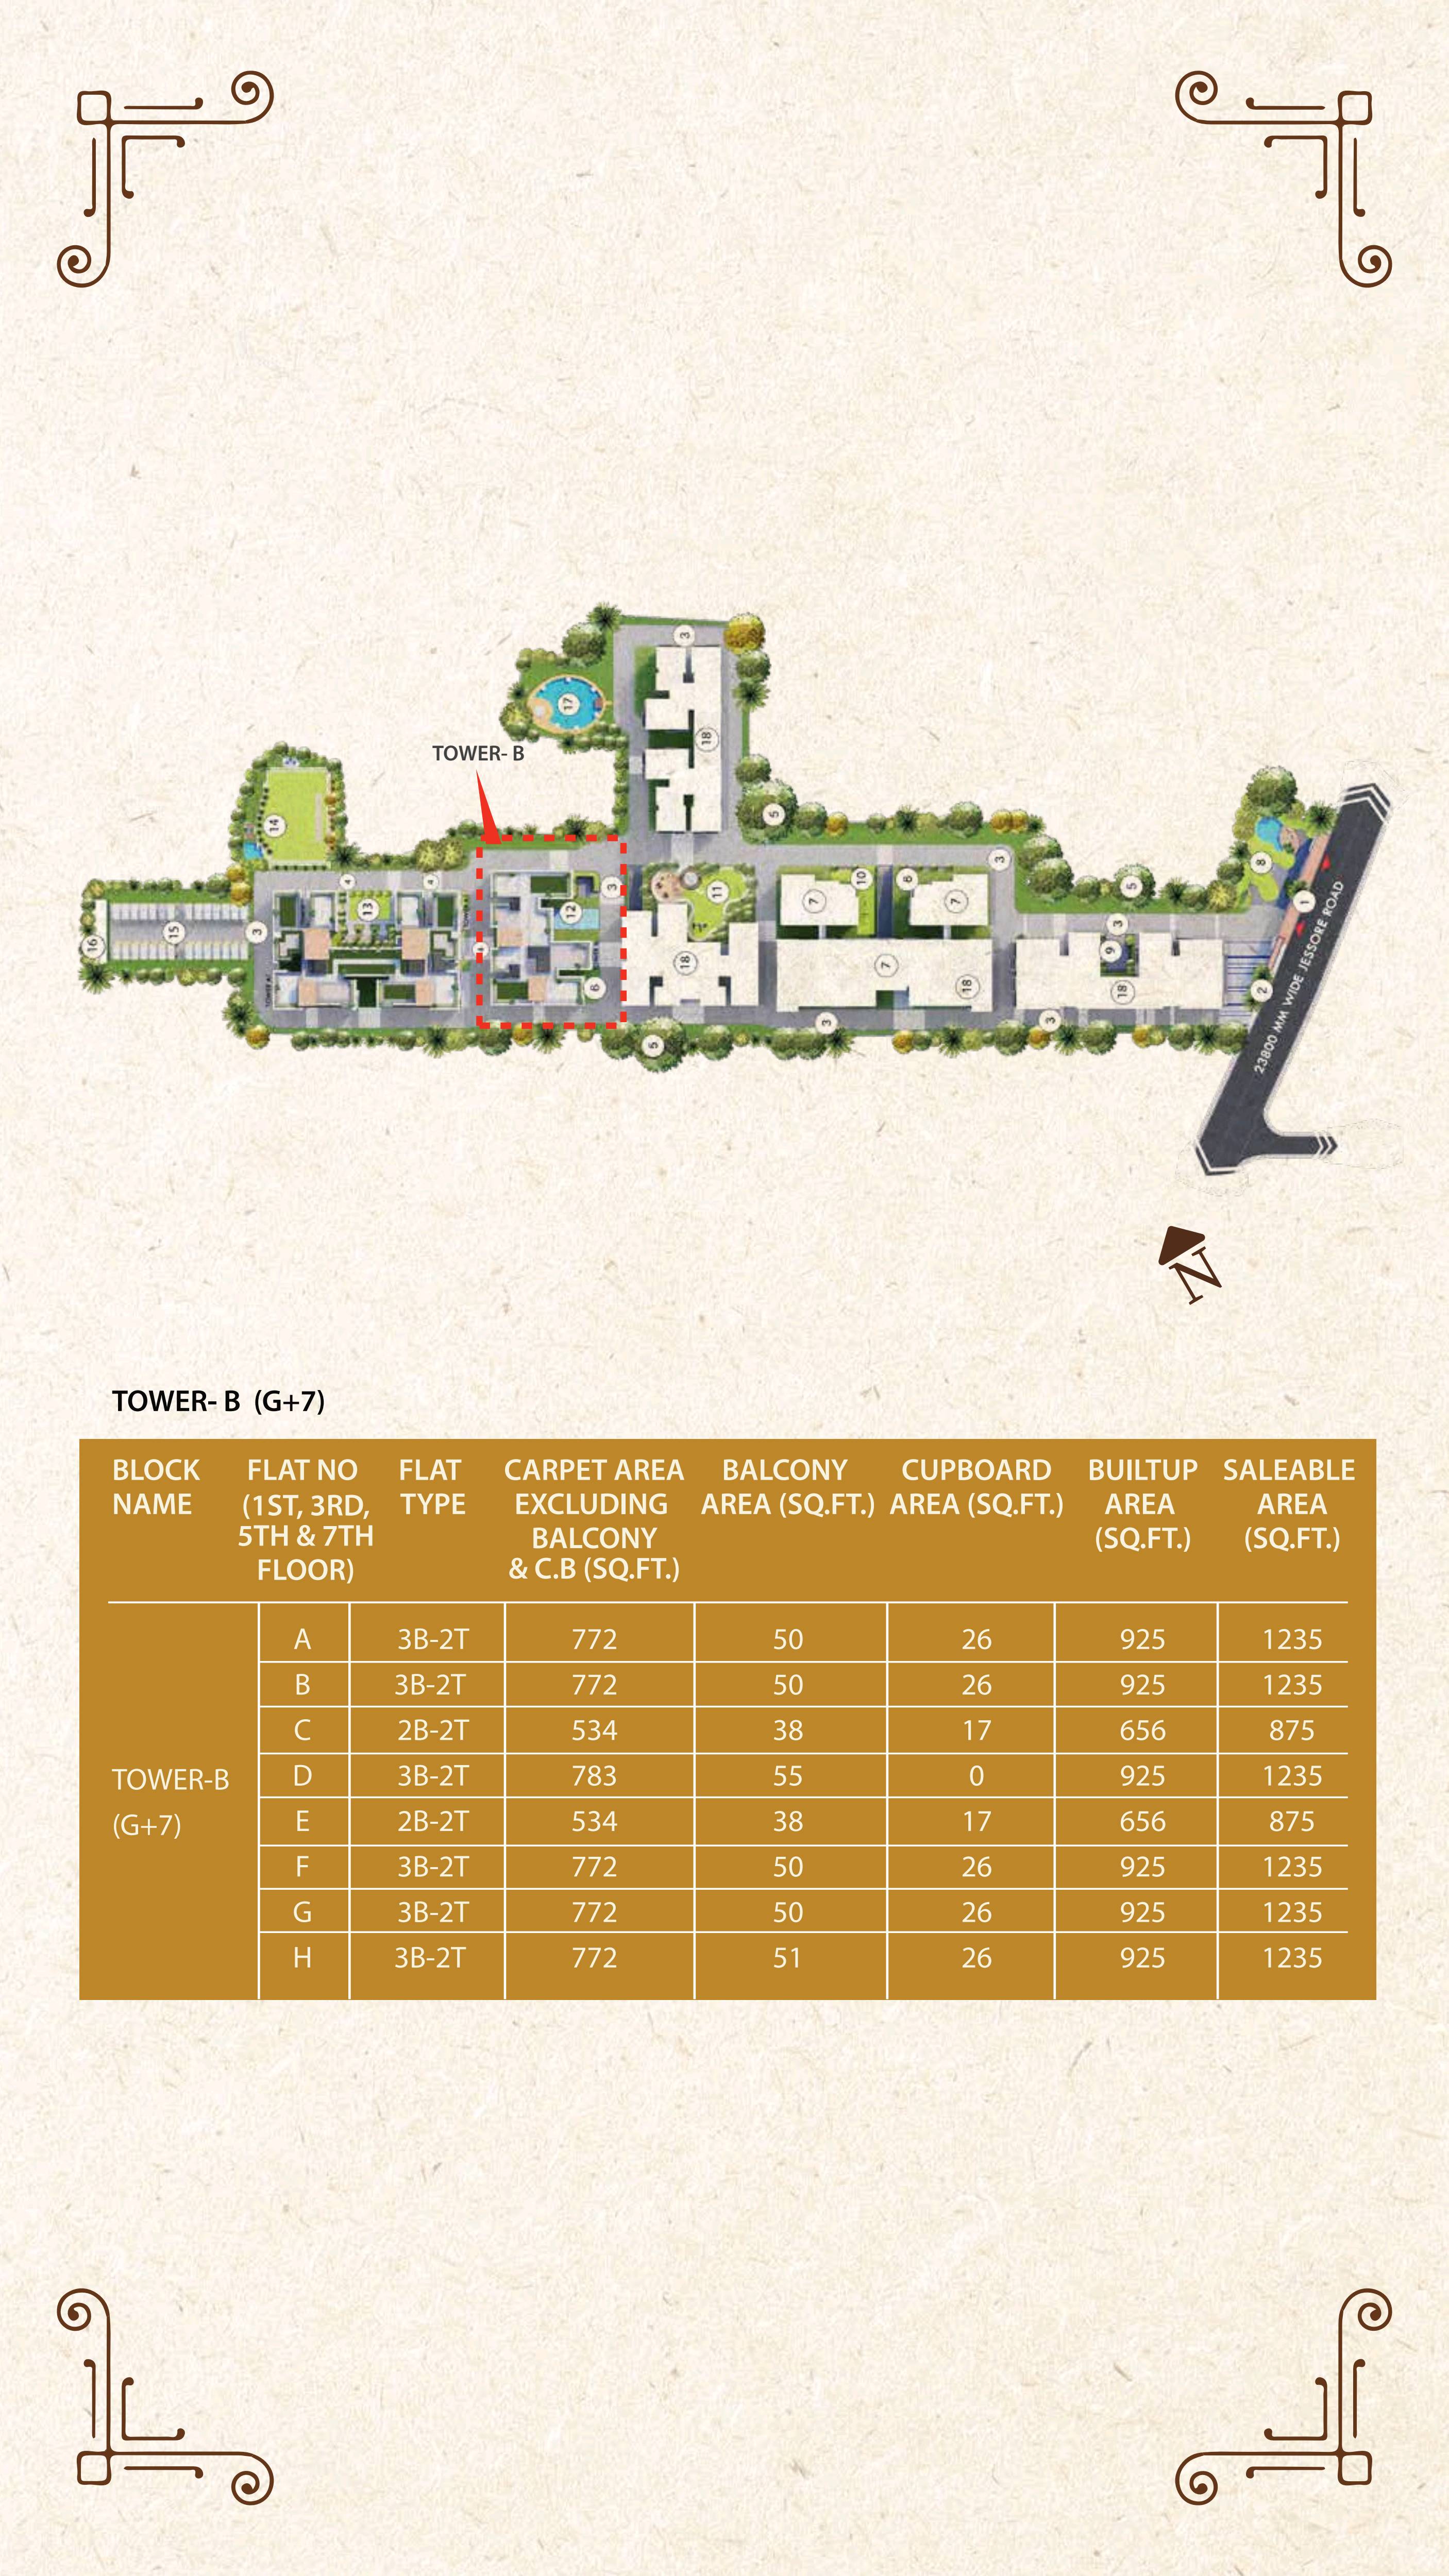 3
17
18
TOWER- B
14
5
8
3
4
4
3
10
6
7
7
11
12
13
5
1
3
15
16
3
9
18
7
18
18
6
2
3
3
5
23800 MM WIDE JESSORE ROAD
N
TOWER- B (G+7)
BLOCK NAME
FLAT NO (1ST, 3RD, 5TH & 7TH FLOOR)
FLAT TYPE
CARPET AREA EXCLUDING BALCONY & C.B (SQ.FT.)
BALCONY AREA (SQ.FT.)
CUPBOARD AREA (SQ.FT.)
BUILTUP AREA (SQ.FT.)
SALEABLE AREA (SQ.FT.)
TOWER-B
(G+7)
A 3B-2T 772 50 26 925 1235
B 3B-2T 772 50 26 925 1235
C 2B-2T 534 38 17 656 875
D 3B-2T 783 55 0 925 1235
E 2B-2T 534 38 17 656 875
F 3B-2T 772 50 26 925 1235
G 3B-2T 772 50 26 925 1235
H 3B-2T 772 51 26 925 1235